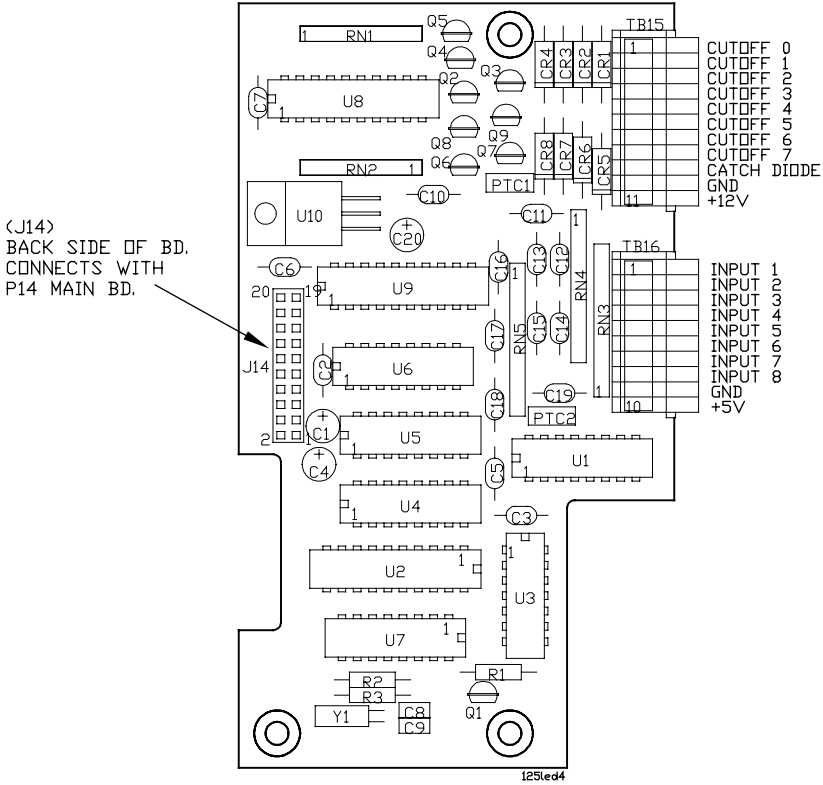 Q5
TB15
1 RN1
Q4
1
CUTOFF 0
CUTOFF 1
CUTOFF 2
CUTOFF 3
CUTOFF 4
CUTOFF 5
CUTOFF 6
CUTOFF 7
CATCH DIODE
GND
+12V
11
CR4
CR3
CR2
CR1
Q3
Q2
C7
U8
1
Q9
Q8
Q7
Q6
CR8
CR7
CR6
CR5
RN2 1
PTC1
C10
U10
C20
+
C11
1
(J14)
BACK SIDE OF BD.
CONNECTS WITH
P14 MAIN BD.
TB16
1
INPUT 1
INPUT 2
INPUT 3
INPUT 4
INPUT 5
INPUT 6
INPUT 7
INPUT 8
GND
+5V
10
C6
C16
C13
C12
RN4
RN3
1
20 19
U9
1
1
RN5
C17
C15
C14
J14
C2
U6
1
C18
C19
PTC2
+
C1
U5
1
2 1
+
C4
C5
U1
1
U4
1
C3
1
U2
1
U3
U7
1
R2
R3
R1
Y1
C8
C9
Q1
125led4